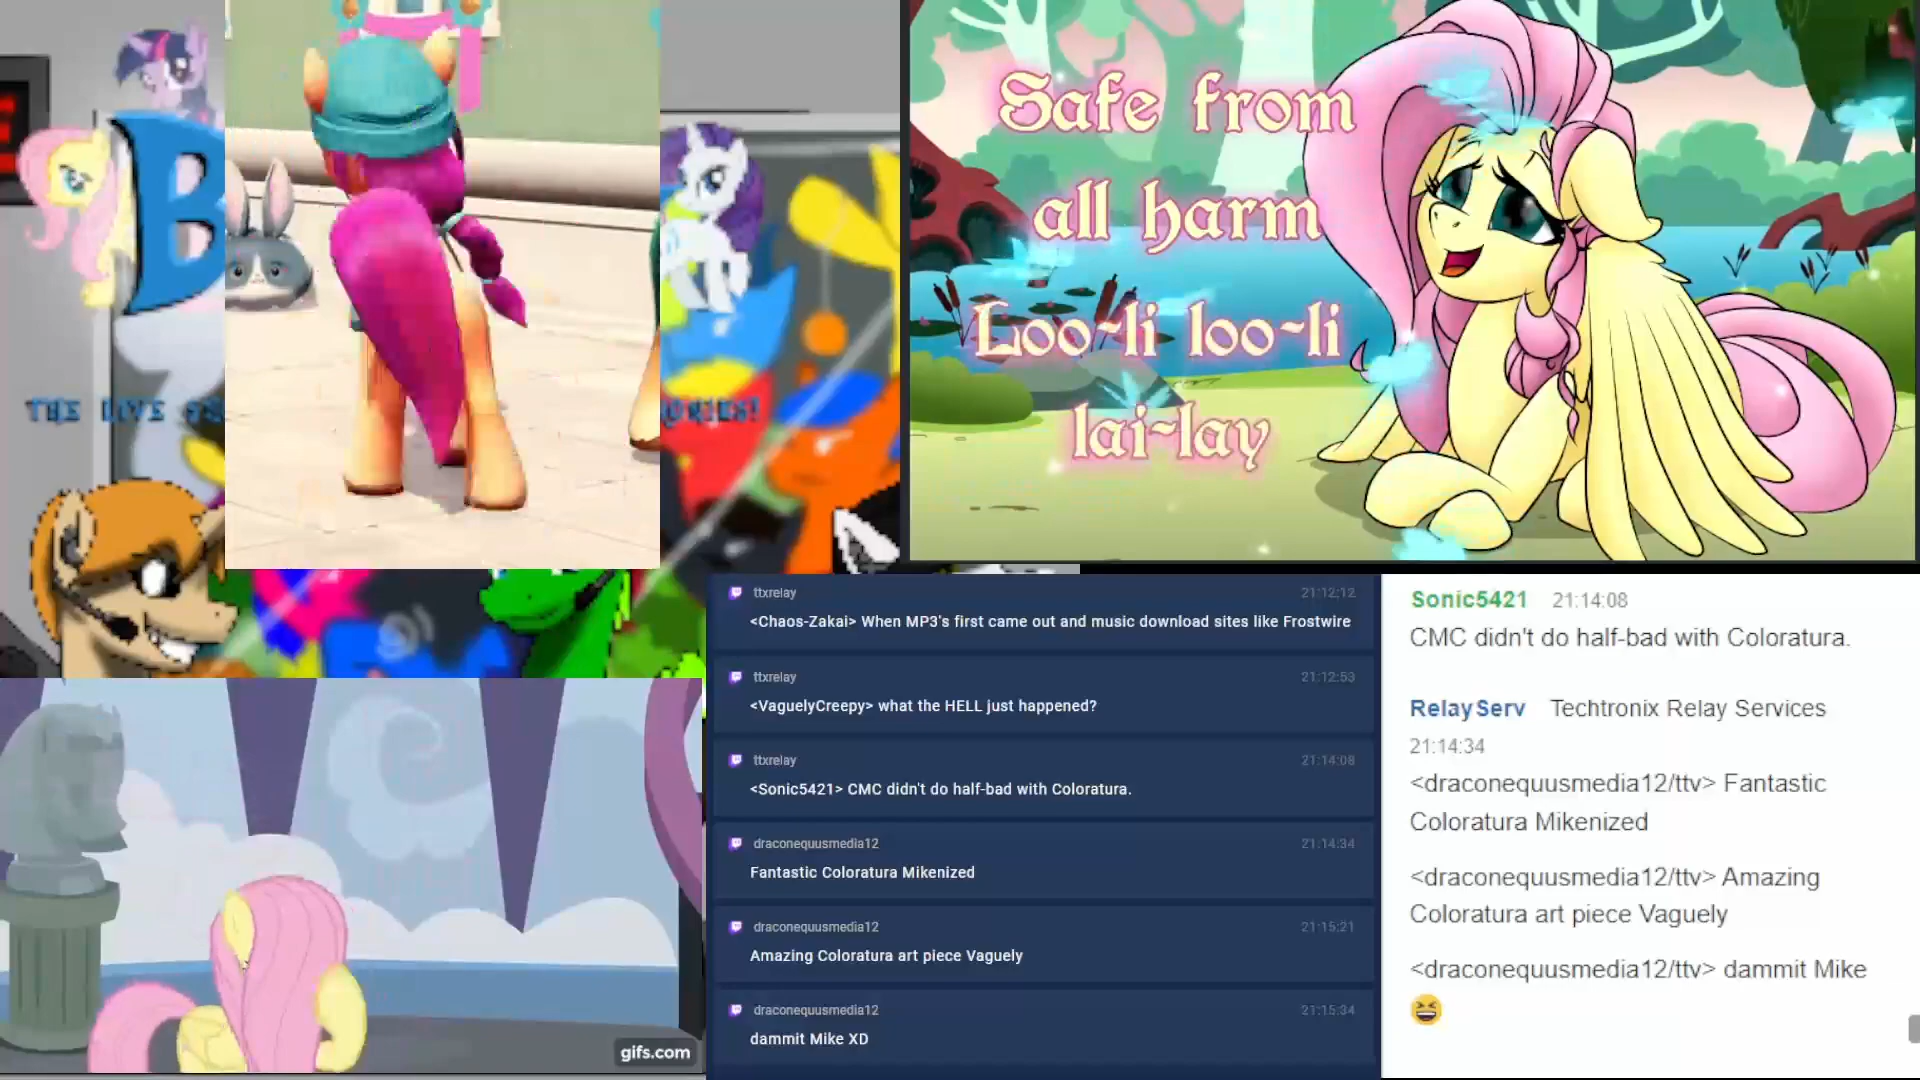 B
THE LIVE
Safe from
all harm
Loo-li loo-li
lai-lay
gifs.com
ttxrelay 21:12:12
<Chaos-Zakai> When MP3's first came out and music download sites like Frostwire
ttxrelay 21:12:53
<VaguelyCreepy> what the HELL just happened?
ttxrelay 21:14:08
<Sonic5421> CMC didn't do half-bad with Coloratura.
draconequusmedia12 21:14:34
Fantastic Coloratura Mikenized
draconequusmedia12 21:15:21
Amazing Coloratura art piece Vaguely
draconequusmedia12 21:15:34
dammit Mike XD
Sonic5421 21:14:08
CMC didn't do half-bad with Coloratura.
RelayServ Techtronix Relay Services
21:14:34
<draconequusmedia12/ttv> Fantastic
Coloratura Mikenized
<draconequusmedia12/ttv> Amazing
Coloratura art piece Vaguely
<draconequusmedia12/ttv> dammit Mike
😆